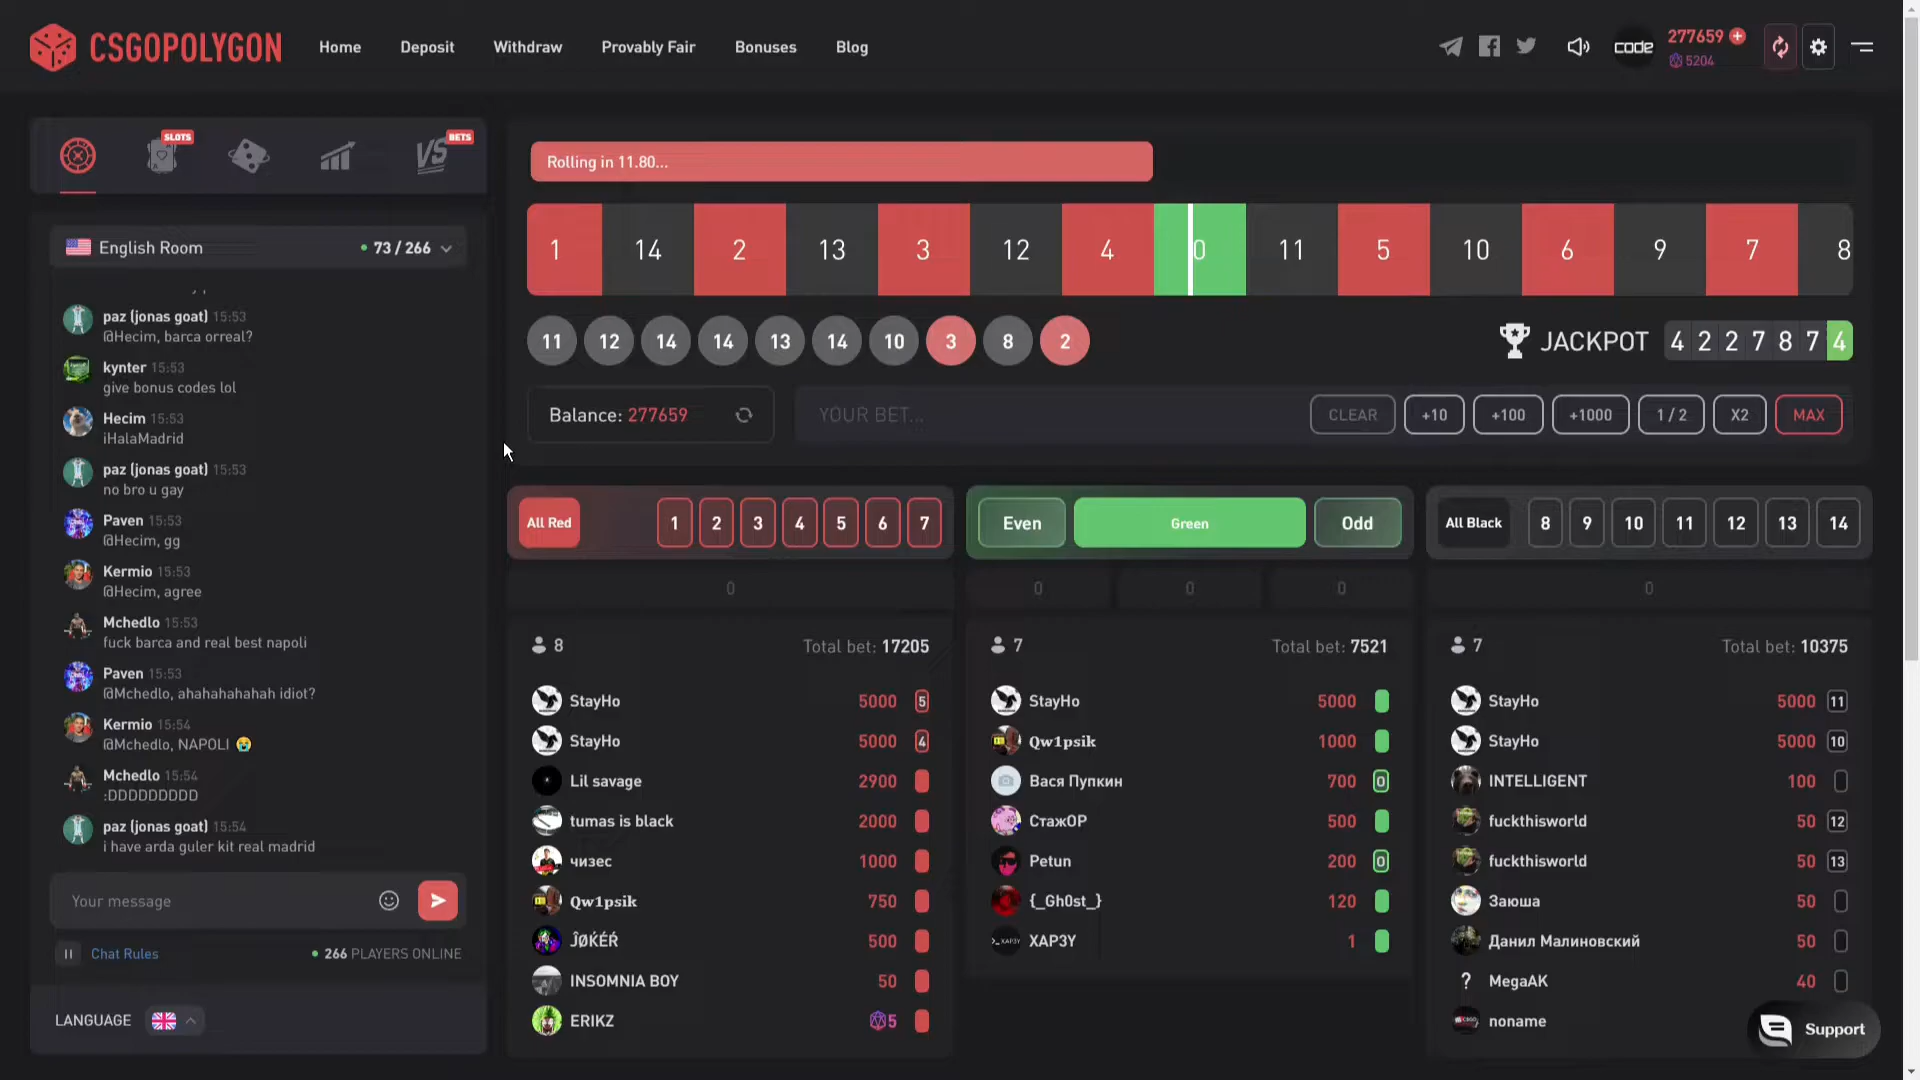 CSGOPOLYGON
Home
Deposit
Withdraw
Provably Fair
Bonuses
Blog
code
277659
5204
SLOTS
VS
BETS
English Room
73 / 266
paz (jonas goat) 15:53
@Hecim, barca orreal?
kynter 15:53
give bonus codes lol
Hecim 15:53
iHalaMadrid
paz (jonas goat) 15:53
no bro u gay
Paven 15:53
@Hecim, gg
Kermio 15:53
@Hecim, agree
Mchedlo 15:53
fuck barca and real best napoli
Paven 15:53
@Mchedlo, ahahahahahah idiot?
Kermio 15:54
@Mchedlo, NAPOLI 😭
Mchedlo 15:54
:DDDDDDDDD
paz (jonas goat) 15:54
i have arda guler kit real madrid
Your message
Chat Rules
266 PLAYERS ONLINE
LANGUAGE
Rolling in 11.80...
1 14 2 13 3 12 4 0 11 5 10 6 9 7 8
11 12 14 14 13 14 10 3 8 2
JACKPOT 4 2 2 7 8 7 4
Balance: 277659
YOUR BET...
CLEAR
+10
+100
+1000
1 / 2
X2
MAX
All Red 1 2 3 4 5 6 7
0
8 Total bet: 17205
StayHo 5000 5
StayHo 5000 4
Lil savage 2900
tumas is black 2000
чизес 1000
Qw1psik 750
ĴØḰÉŔ 500
INSOMNIA BOY 50
ERIKZ 5
Even Green Odd
0 0 0
7 Total bet: 7521
StayHo 5000
Qw1psik 1000
Вася Пупкин 700 0
СтажОР 500
Petun 200 0
{_Gh0st_} 120
XAP3Y 1
All Black 8 9 10 11 12 13 14
0
7 Total bet: 10375
StayHo 5000 11
StayHo 5000 10
INTELLIGENT 100
fuckthisworld 50 12
fuckthisworld 50 13
Заюша 50
Данил Малиновский 50
? MegaAK 40
noname
Support